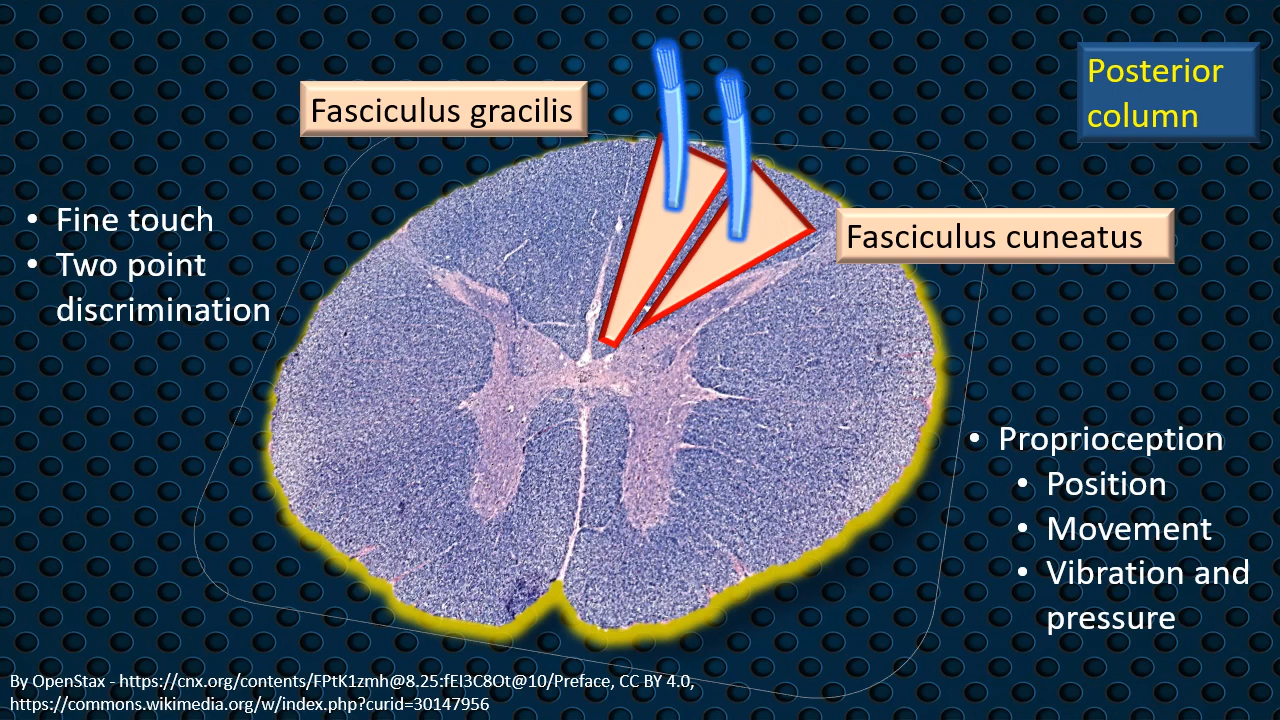 Posterior
column
Fasciculus gracilis
• Fine touch
• Two point
discrimination
Fasciculus cuneatus
• Proprioception
• Position
• Movement
• Vibration and
pressure
By OpenStax - https://cnx.org/contents/FPtK1zmh@8.25:fEI3C8Ot@10/Preface, CC BY 4.0,
https://commons.wikimedia.org/w/index.php?curid=30147956